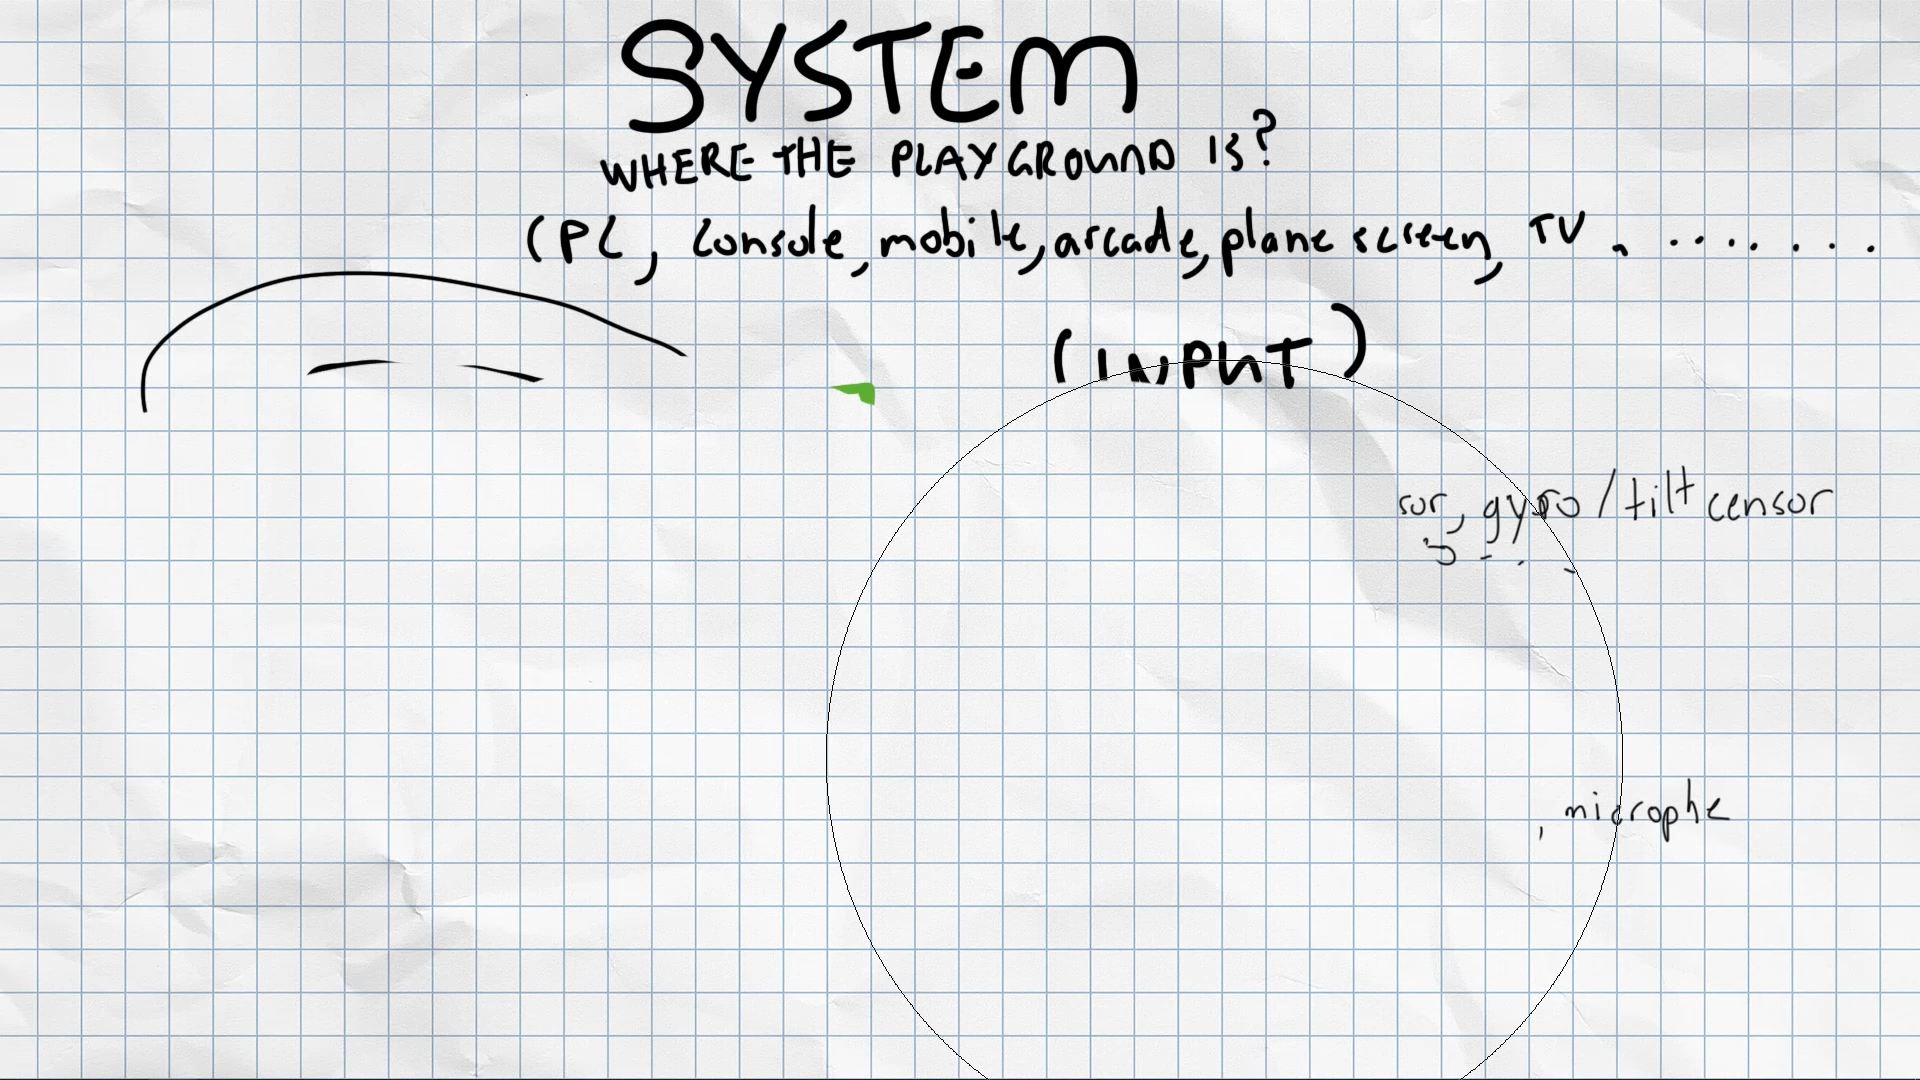 SYSTEM
WHERE THE PLAYGROUND IS?
(PC, console, mobile, arcade, plane screen, TV, ........
(INPUT)
sor, gyro / tilt censor
, microphe